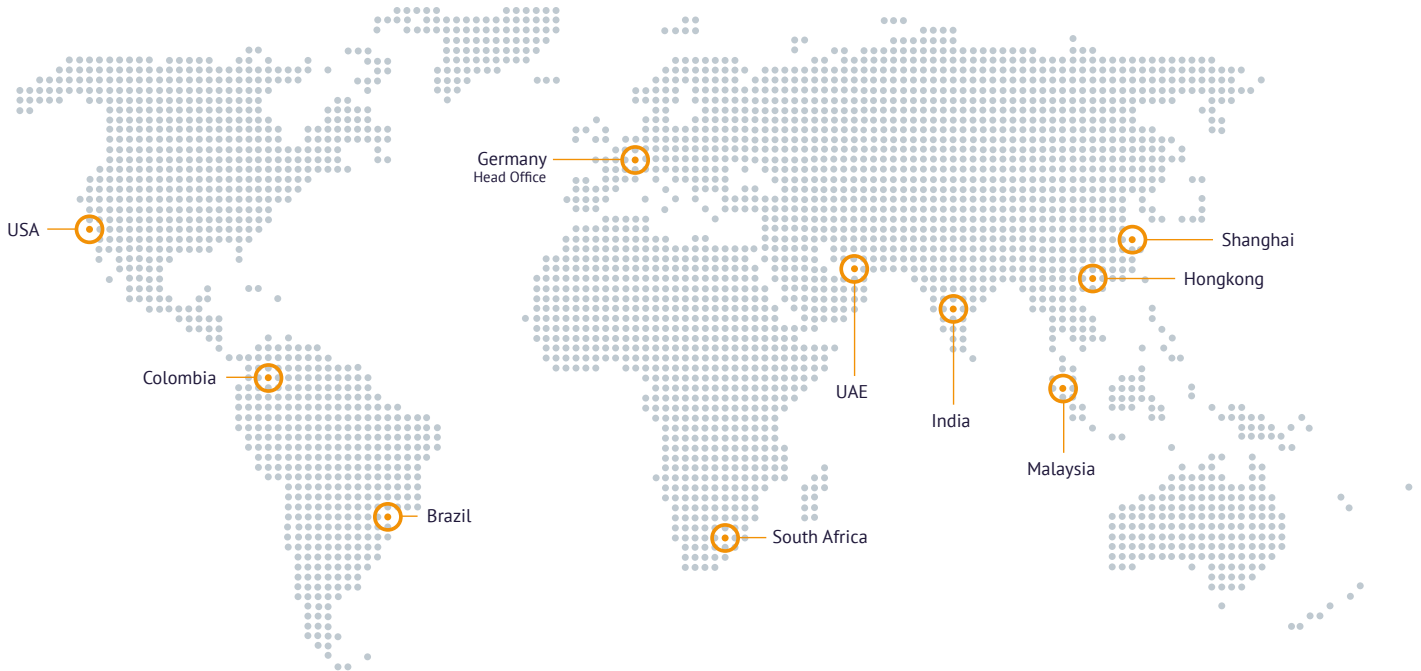 Germany
Head Office
USA
Shanghai
Hongkong
Colombia
UAE
India
Malaysia
Brazil
South Africa